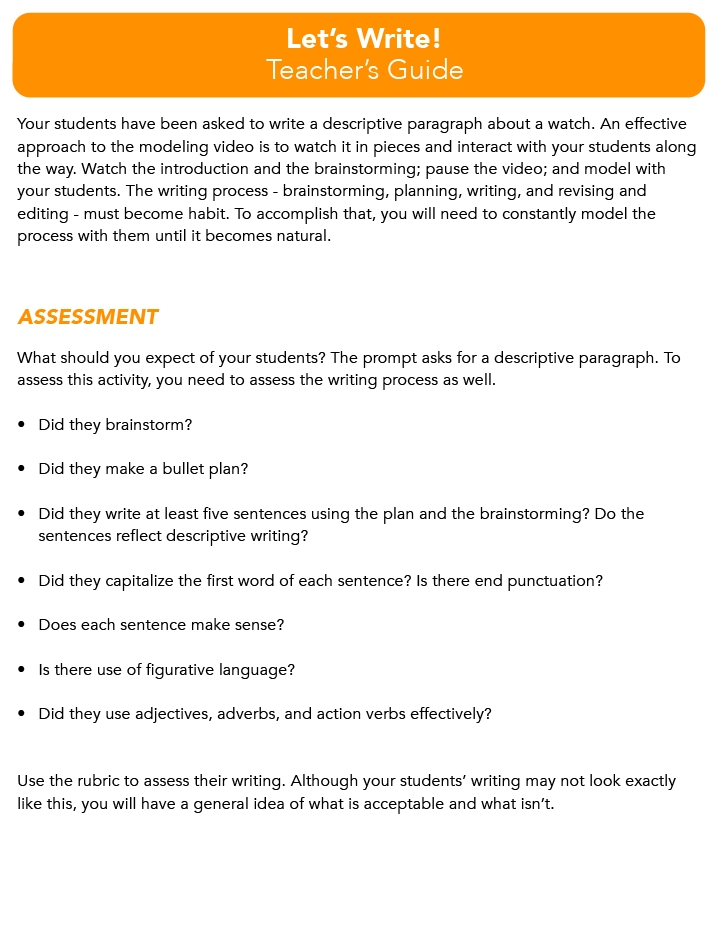 Let’s Write!
Teacher’s Guide
Your students have been asked to write a descriptive paragraph about a watch. An effective
approach to the modeling video is to watch it in pieces and interact with your students along
the way. Watch the introduction and the brainstorming; pause the video; and model with
your students. The writing process - brainstorming, planning, writing, and revising and
editing - must become habit. To accomplish that, you will need to constantly model the
process with them until it becomes natural.
ASSESSMENT
What should you expect of your students? The prompt asks for a descriptive paragraph. To
assess this activity, you need to assess the writing process as well.
• Did they brainstorm?
• Did they make a bullet plan?
• Did they write at least five sentences using the plan and the brainstorming? Do the
sentences reflect descriptive writing?
• Did they capitalize the first word of each sentence? Is there end punctuation?
• Does each sentence make sense?
• Is there use of figurative language?
• Did they use adjectives, adverbs, and action verbs effectively?
Use the rubric to assess their writing. Although your students’ writing may not look exactly
like this, you will have a general idea of what is acceptable and what isn’t.